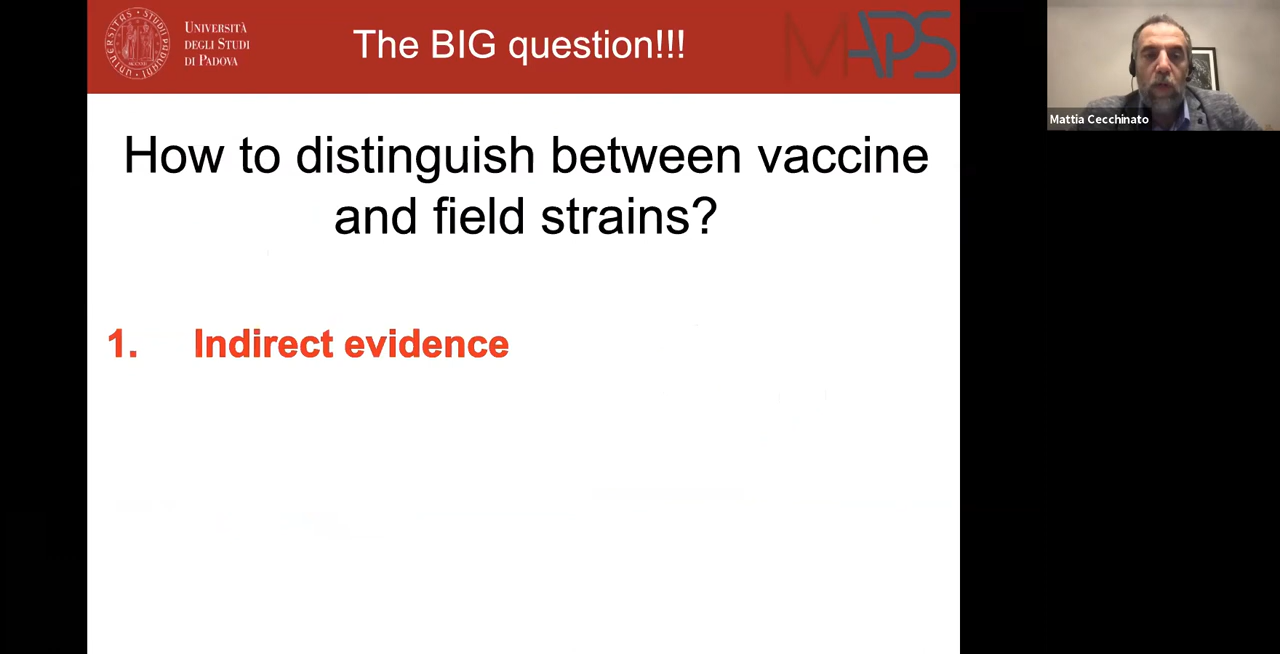 UNIVERSITÀ
DEGLI STUDI
DI PADOVA
The BIG question!!!
MAPS
Mattia Cecchinato
How to distinguish between vaccine
and field strains?
1. Indirect evidence